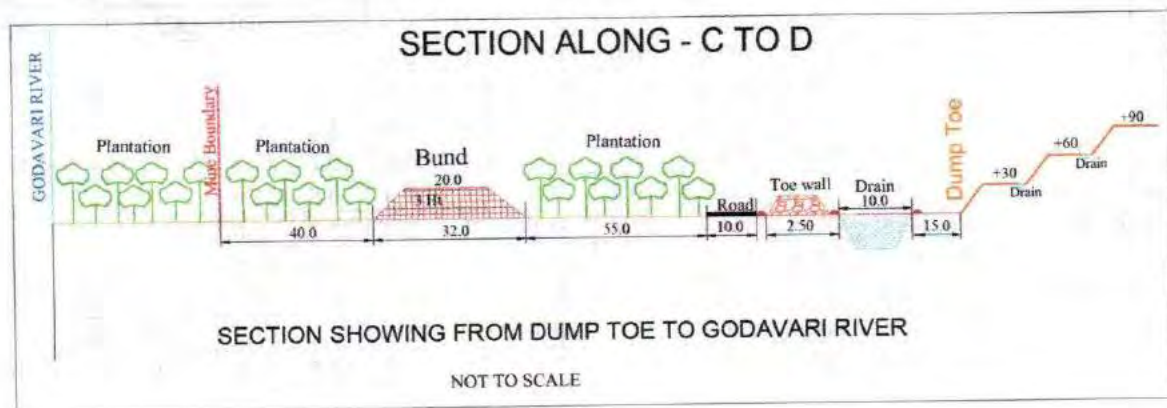 SECTION ALONG - C TO D
GODAVARI RIVER
Mine Boundary
Plantation
Plantation
Bund
20.0
3 Ht
Plantation
Road
Toe wall
Drain
10.0
Dump Toe
+30
Drain
+60
Drain
+90
40.0
32.0
55.0
10.0
2.50
15.0
SECTION SHOWING FROM DUMP TOE TO GODAVARI RIVER
NOT TO SCALE